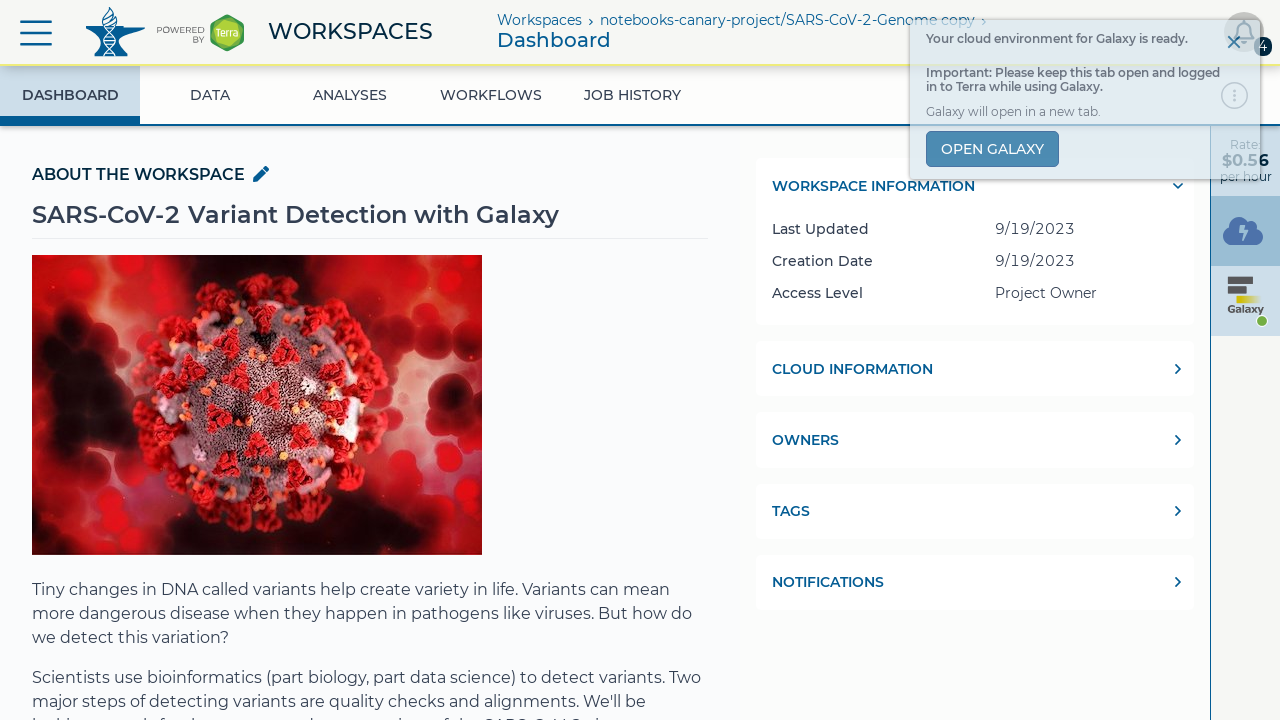 POWERED
BY
Terra
WORKSPACES
Workspaces › notebooks-canary-project/SARS-CoV-2-Genome copy ›
Dashboard
4
Your cloud environment for Galaxy is ready.
Important: Please keep this tab open and logged
in to Terra while using Galaxy.
Galaxy will open in a new tab.
OPEN GALAXY
DASHBOARD
DATA
ANALYSES
WORKFLOWS
JOB HISTORY
Rate:
$0.56
per hour
Galaxy
ABOUT THE WORKSPACE
SARS-CoV-2 Variant Detection with Galaxy
Tiny changes in DNA called variants help create variety in life. Variants can mean
more dangerous disease when they happen in pathogens like viruses. But how do
we detect this variation?
Scientists use bioinformatics (part biology, part data science) to detect variants. Two
major steps of detecting variants are quality checks and alignments. We'll be
WORKSPACE INFORMATION
Last Updated 9/19/2023
Creation Date 9/19/2023
Access Level Project Owner
CLOUD INFORMATION
OWNERS
TAGS
NOTIFICATIONS